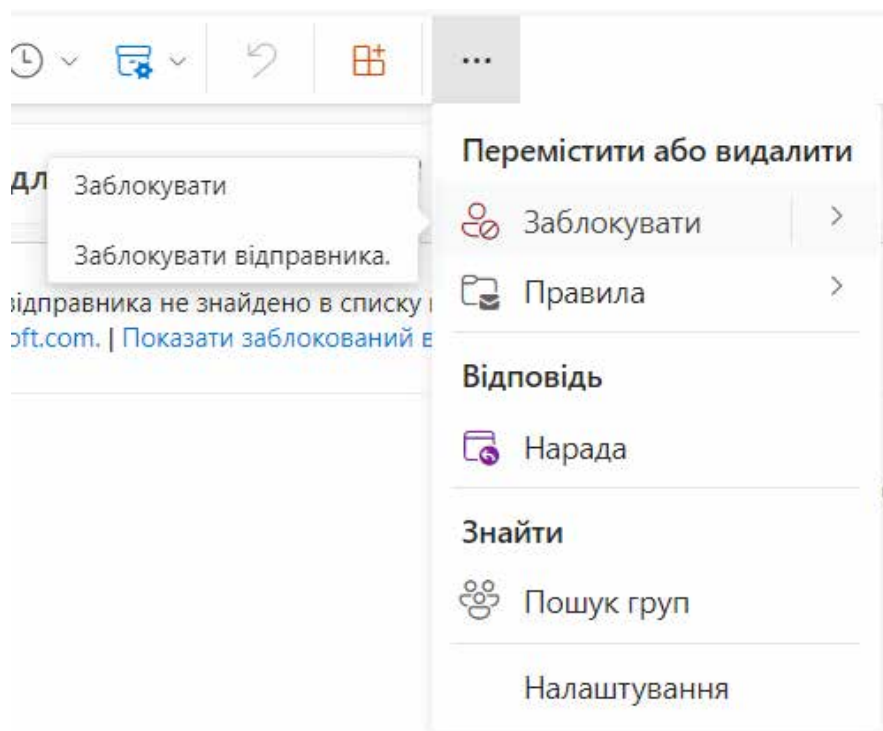 Перемістити або видалити
Заблокувати
Заблокувати
Заблокувати відправника.
Правила
відправника не знайдено в списку
oft.com. | Показати заблокований в
Відповідь
Нарада
Знайти
Пошук груп
Налаштування